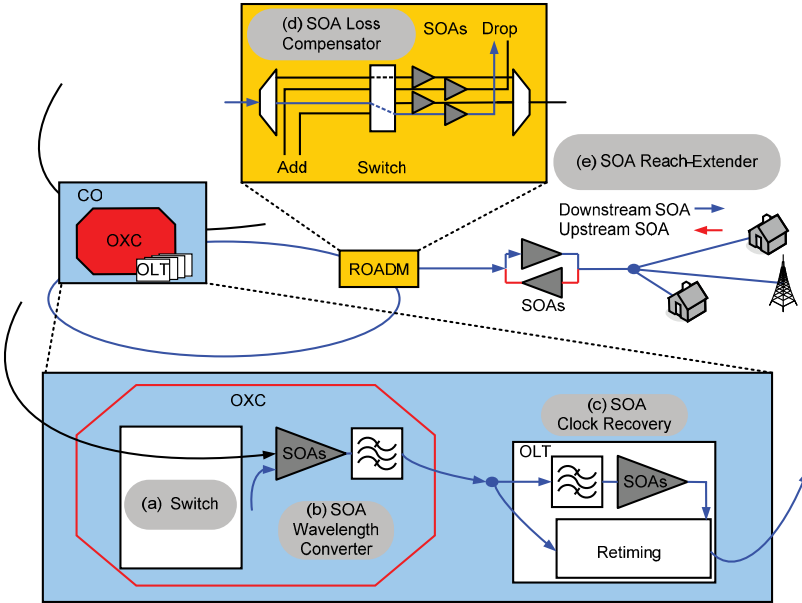 (d) SOA Loss
Compensator
SOAs
Drop
Add
Switch
(e) SOA Reach-Extender
Downstream SOA
Upstream SOA
CO
OXC
OLT
ROADM
SOAs
OXC
(c) SOA
Clock Recovery
SOAs
OLT
SOAs
(a) Switch
(b) SOA
Wavelength
Converter
Retiming